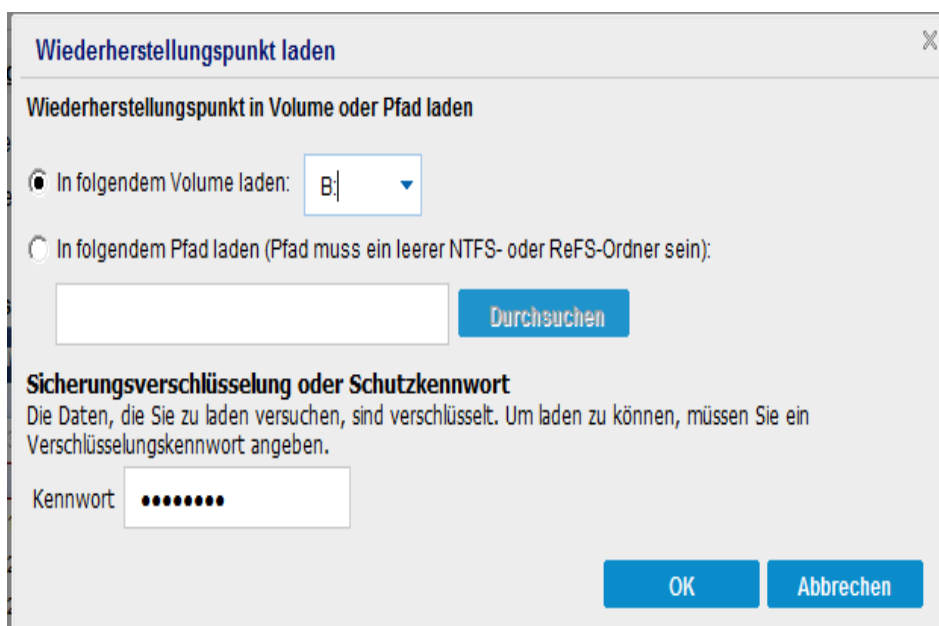 Wiederherstellungspunkt laden
Wiederherstellungspunkt in Volume oder Pfad laden
In folgendem Volume laden: B:
In folgendem Pfad laden (Pfad muss ein leerer NTFS- oder ReFS-Ordner sein):
Durchsuchen
Sicherungsverschlüsselung oder Schutzkennwort
Die Daten, die Sie zu laden versuchen, sind verschlüsselt. Um laden zu können, müssen Sie ein
Verschlüsselungskennwort angeben.
Kennwort ••••••••
OK Abbrechen